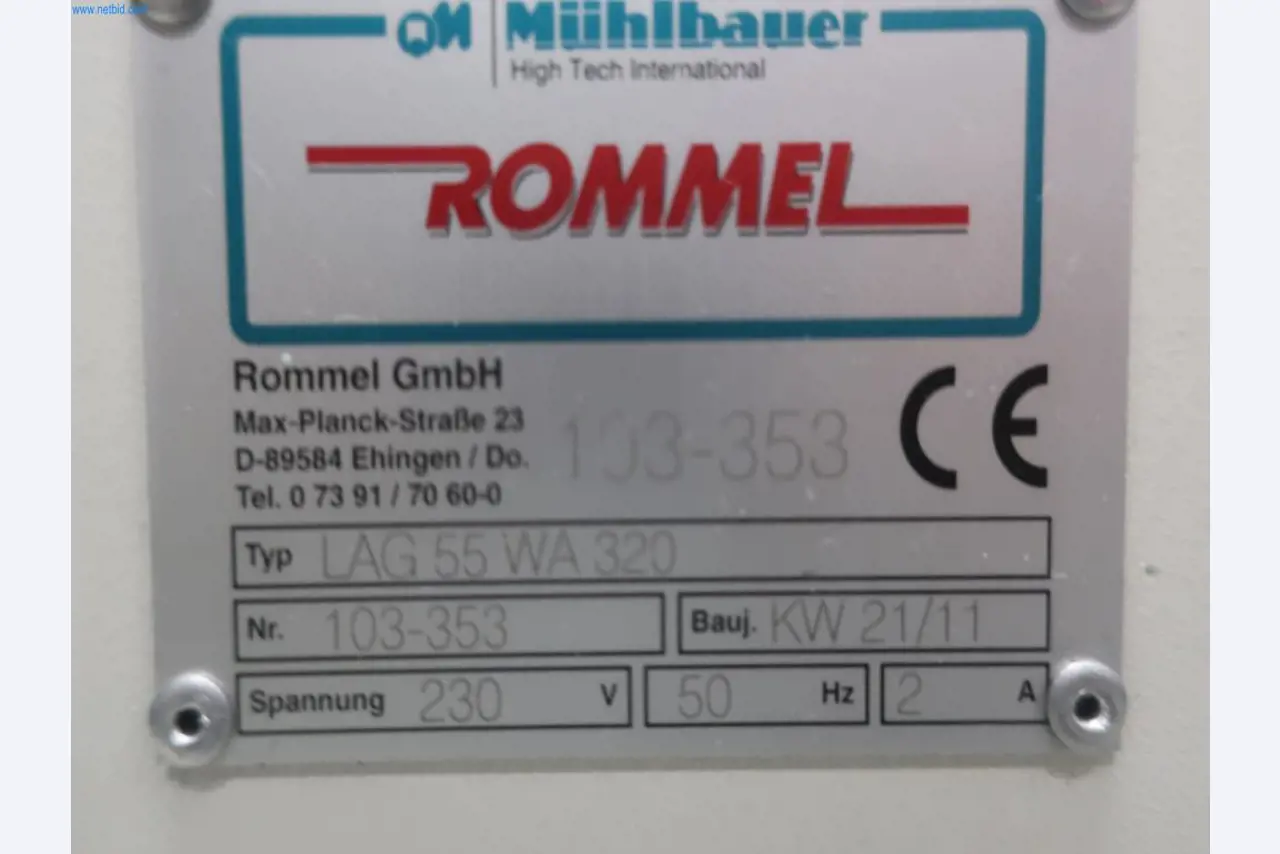 www.netbid.com
Mühlbauer
High Tech International
ROMMEL
Rommel GmbH
Max-Planck-Straße 23
D-89584 Ehingen / Do.
Tel. 0 73 91 / 70 60-0
103-353
CE
Typ LAG 55 WA 320
Nr. 103-353
Bauj. KW 21/11
Spannung 230 V
50 Hz
2 A